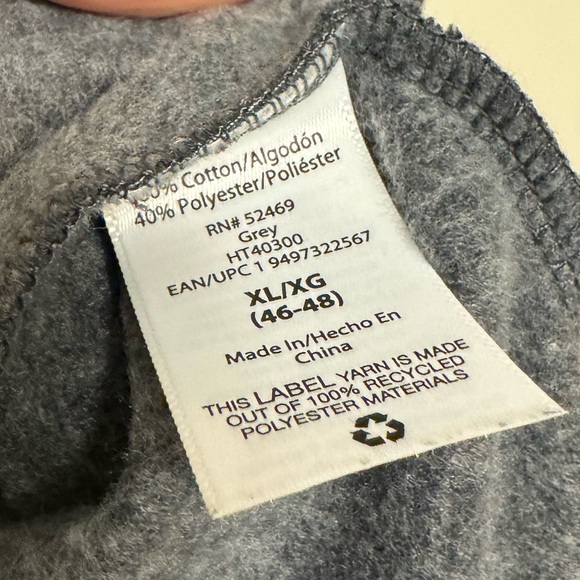 Cotton/Algodón
40% Polyester/Poliéster
RN# 52469
Grey
HT40300
EAN/UPC 1 9497322567
XL/XG
(46-48)
Made In/Hecho En
China
THIS LABEL YARN IS MADE
OUT OF 100% RECYCLED
POLYESTER MATERIALS